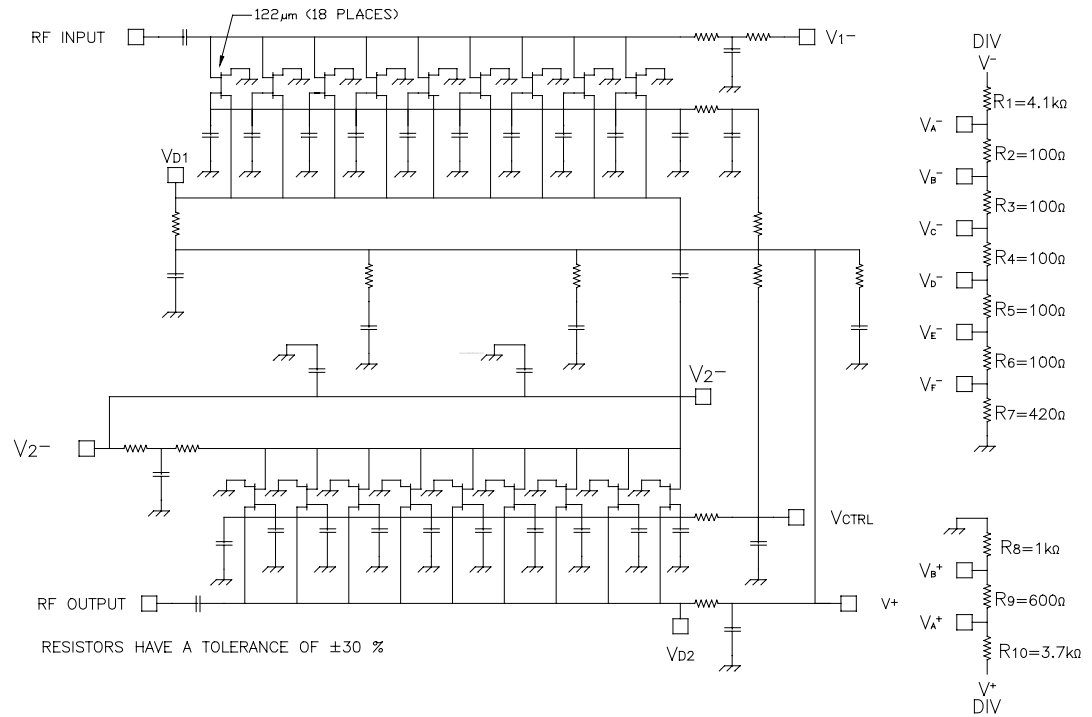 122µm (18 PLACES)
RF INPUT
V1-
VD1
V2-
V2-
VCTRL
RF OUTPUT
V+
VD2
RESISTORS HAVE A TOLERANCE OF ±30 %
DIV
V-
R1=4.1kΩ
VA-
R2=100Ω
VB-
R3=100Ω
VC-
R4=100Ω
VD-
R5=100Ω
VE-
R6=100Ω
VF-
R7=420Ω
R8=1kΩ
VB+
R9=600Ω
VA+
R10=3.7kΩ
V+
DIV